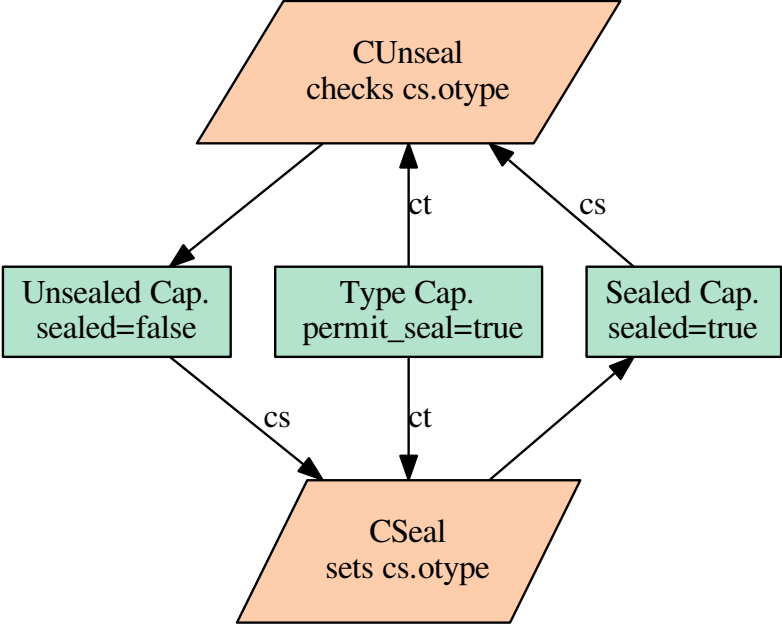 CUnseal
checks cs.otype
ct
cs
Unsealed Cap.
sealed=false
Type Cap.
permit_seal=true
Sealed Cap.
sealed=true
cs
ct
CSeal
sets cs.otype